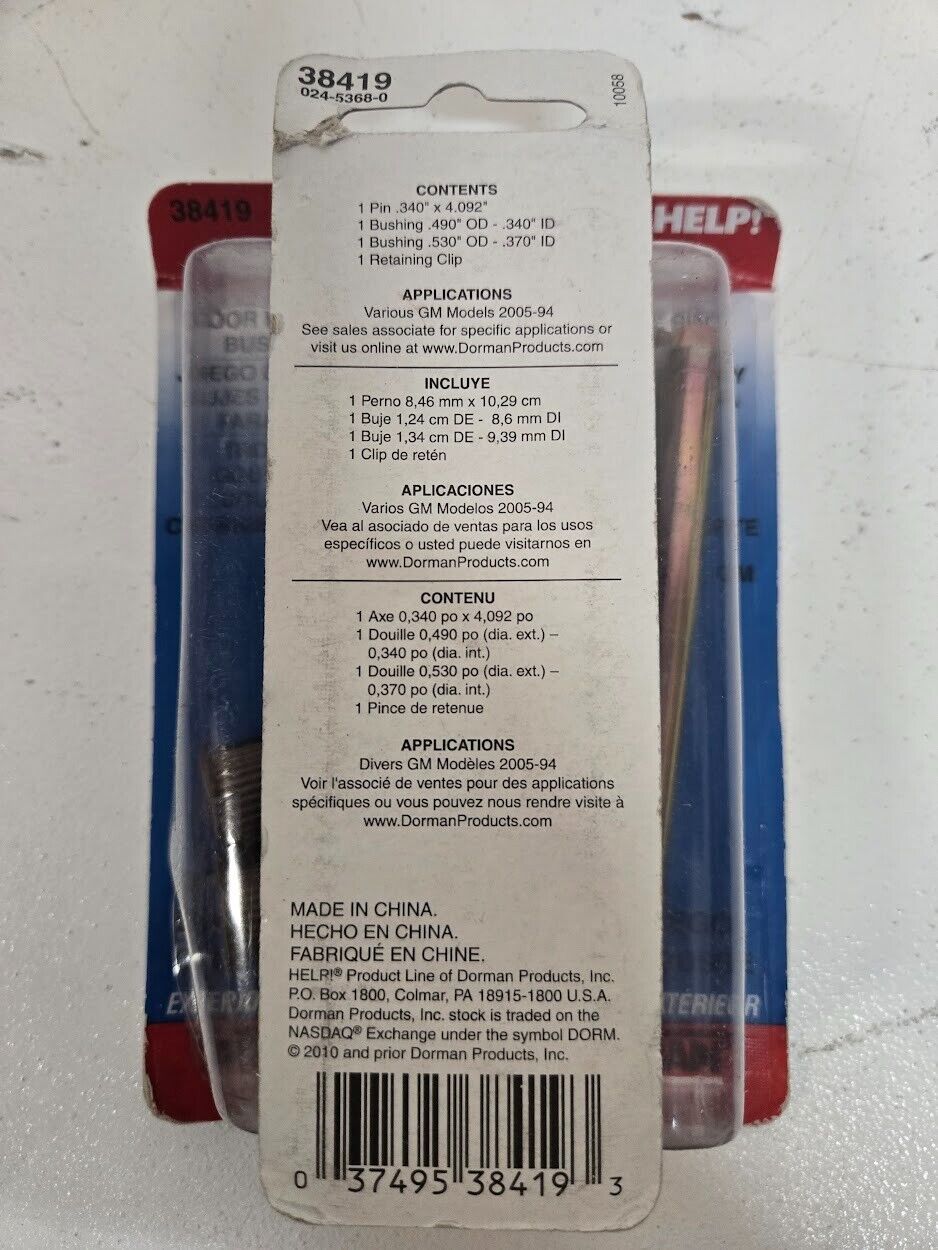 38419
024-5368-0
10058
38419
HELP!
CONTENTS
1 Pin .340" x 4.092"
1 Bushing .490" OD - .340" ID
1 Bushing .530" OD - .370" ID
1 Retaining Clip
APPLICATIONS
Various GM Models 2005-94
See sales associate for specific applications or
visit us online at www.DormanProducts.com
INCLUYE
1 Perno 8,46 mm x 10,29 cm
1 Buje 1,24 cm DE - 8,6 mm DI
1 Buje 1,34 cm DE - 9,39 mm DI
1 Clip de retén
APLICACIONES
Varios GM Modelos 2005-94
Vea al asociado de ventas para los usos
específicos o usted puede visitarnos en
www.DormanProducts.com
CONTENU
1 Axe 0,340 po x 4,092 po
1 Douille 0,490 po (dia. ext.) –
0,340 po (dia. int.)
1 Douille 0,530 po (dia. ext.) –
0,370 po (dia. int.)
1 Pince de retenue
APPLICATIONS
Divers GM Modèles 2005-94
Voir l'associé de ventes pour des applications
spécifiques ou vous pouvez nous rendre visite à
www.DormanProducts.com
MADE IN CHINA.
HECHO EN CHINA.
FABRIQUÉ EN CHINE.
HELP!® Product Line of Dorman Products, Inc.
P.O. Box 1800, Colmar, PA 18915-1800 U.S.A.
Dorman Products, Inc. stock is traded on the
NASDAQ® Exchange under the symbol DORM.
© 2010 and prior Dorman Products, Inc.
0 37495 38419 3